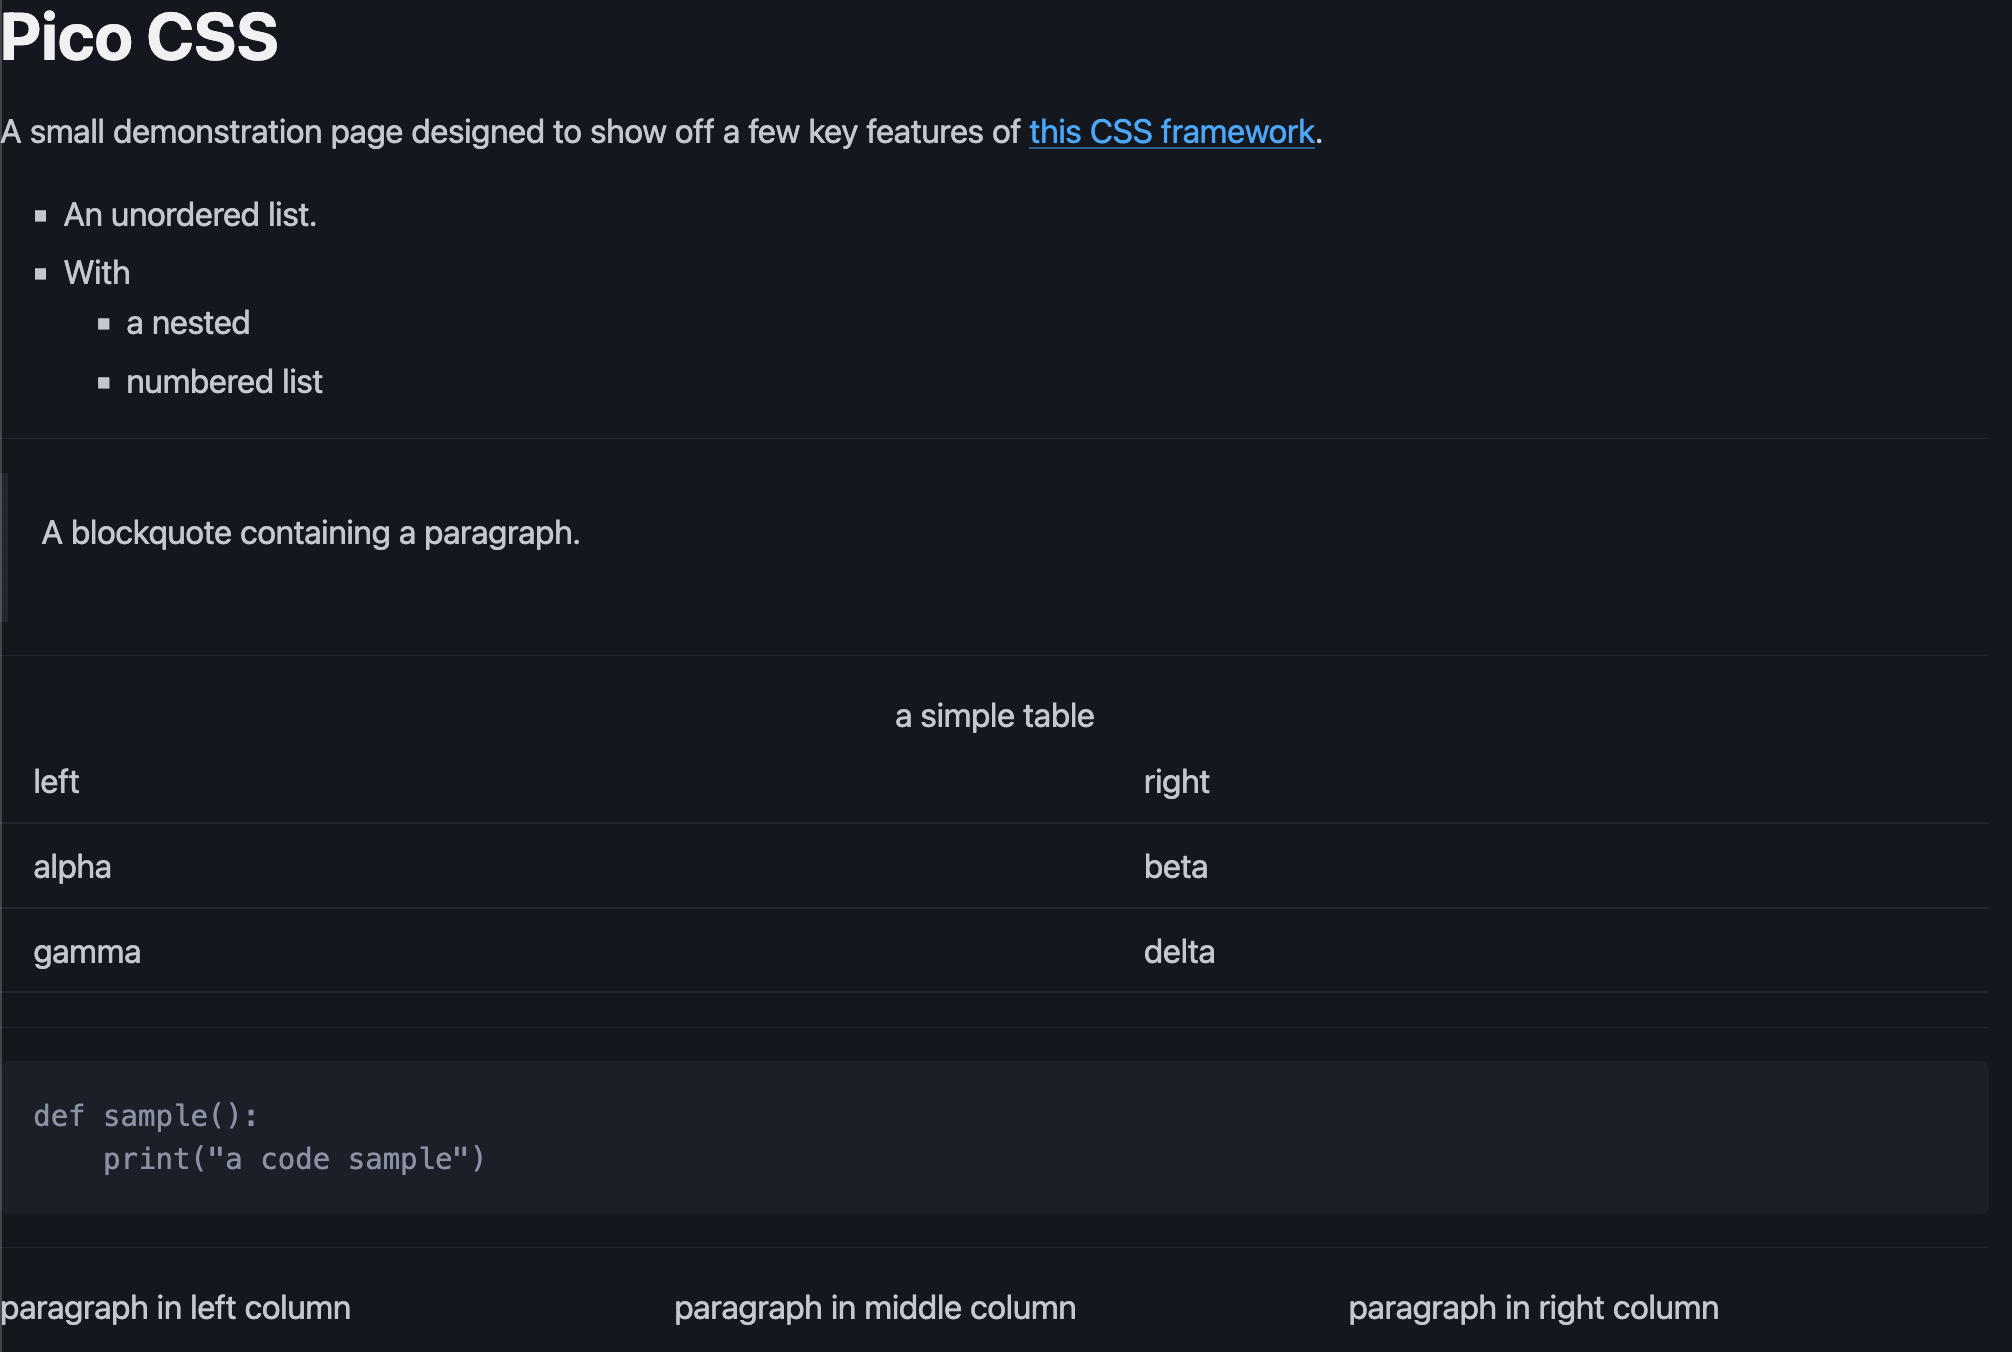 Pico CSS
A small demonstration page designed to show off a few key features of this CSS framework.
An unordered list.
With
a nested
numbered list
A blockquote containing a paragraph.
a simple table
left right
alpha beta
gamma delta
def sample():
    print("a code sample")
paragraph in left column paragraph in middle column paragraph in right column